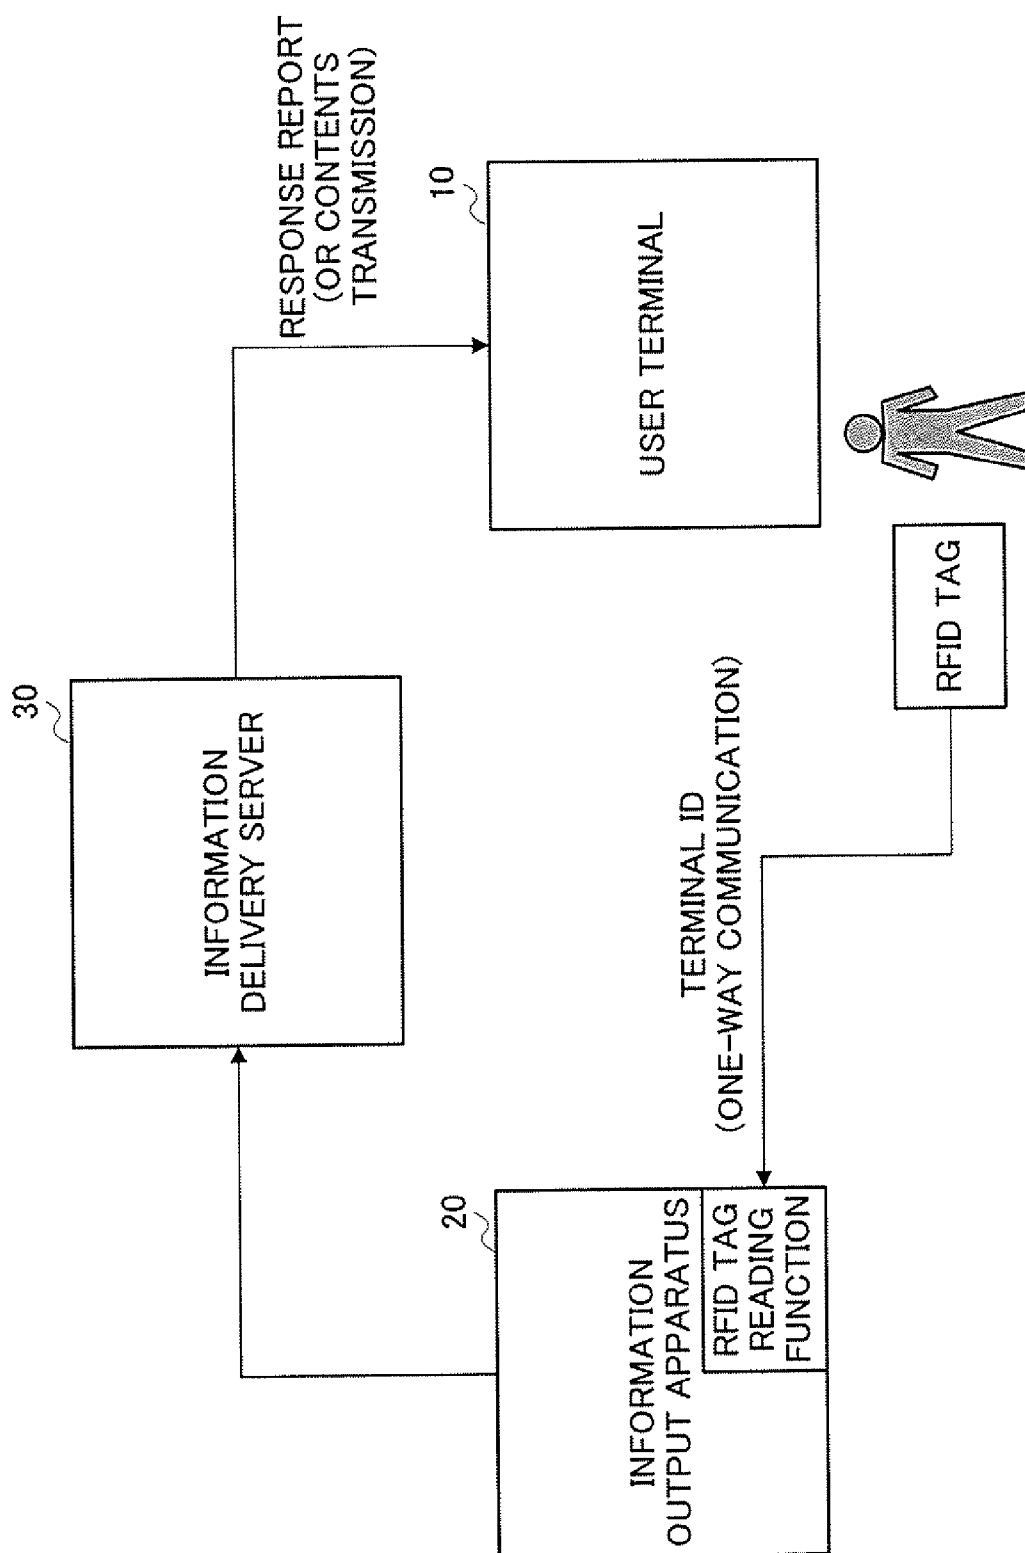 30
INFORMATION
DELIVERY SERVER
RESPONSE REPORT
(OR CONTENTS
TRANSMISSION)
20
INFORMATION
OUTPUT APPARATUS
RFID TAG
READING
FUNCTION
TERMINAL ID
(ONE-WAY COMMUNICATION)
10
USER TERMINAL
RFID TAG